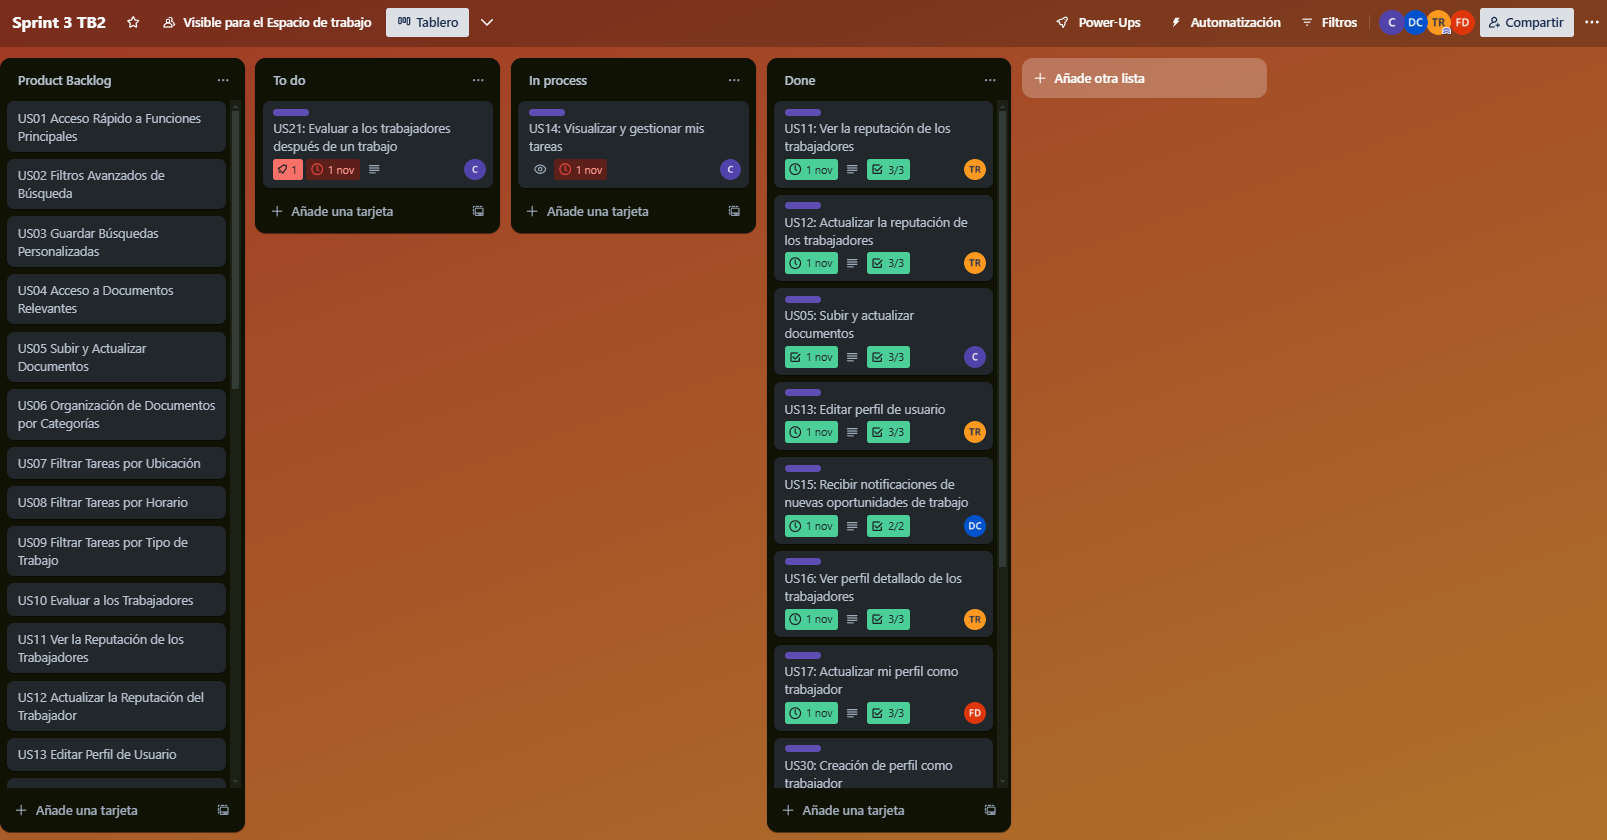 Sprint 3 TB2
Visible para el Espacio de trabajo
Tablero
Power-Ups
Automatización
Filtros
C
DC
TR
FD
Compartir
Product Backlog
US01 Acceso Rápido a Funciones
Principales
US02 Filtros Avanzados de
Búsqueda
US03 Guardar Búsquedas
Personalizadas
US04 Acceso a Documentos
Relevantes
US05 Subir y Actualizar
Documentos
US06 Organización de Documentos
por Categorías
US07 Filtrar Tareas por Ubicación
US08 Filtrar Tareas por Horario
US09 Filtrar Tareas por Tipo de
Trabajo
US10 Evaluar a los Trabajadores
US11 Ver la Reputación de los
Trabajadores
US12 Actualizar la Reputación del
Trabajador
US13 Editar Perfil de Usuario
Añade una tarjeta
To do
US21: Evaluar a los trabajadores
después de un trabajo
1
1 nov
C
Añade una tarjeta
In process
US14: Visualizar y gestionar mis
tareas
1 nov
C
Añade una tarjeta
Done
US11: Ver la reputación de los
trabajadores
1 nov
3/3
TR
US12: Actualizar la reputación de
los trabajadores
1 nov
3/3
TR
US05: Subir y actualizar
documentos
1 nov
3/3
C
US13: Editar perfil de usuario
1 nov
3/3
TR
US15: Recibir notificaciones de
nuevas oportunidades de trabajo
1 nov
2/2
DC
US16: Ver perfil detallado de los
trabajadores
1 nov
3/3
TR
US17: Actualizar mi perfil como
trabajador
1 nov
3/3
FD
US30: Creación de perfil como
trabajador
Añade una tarjeta
Añade otra lista